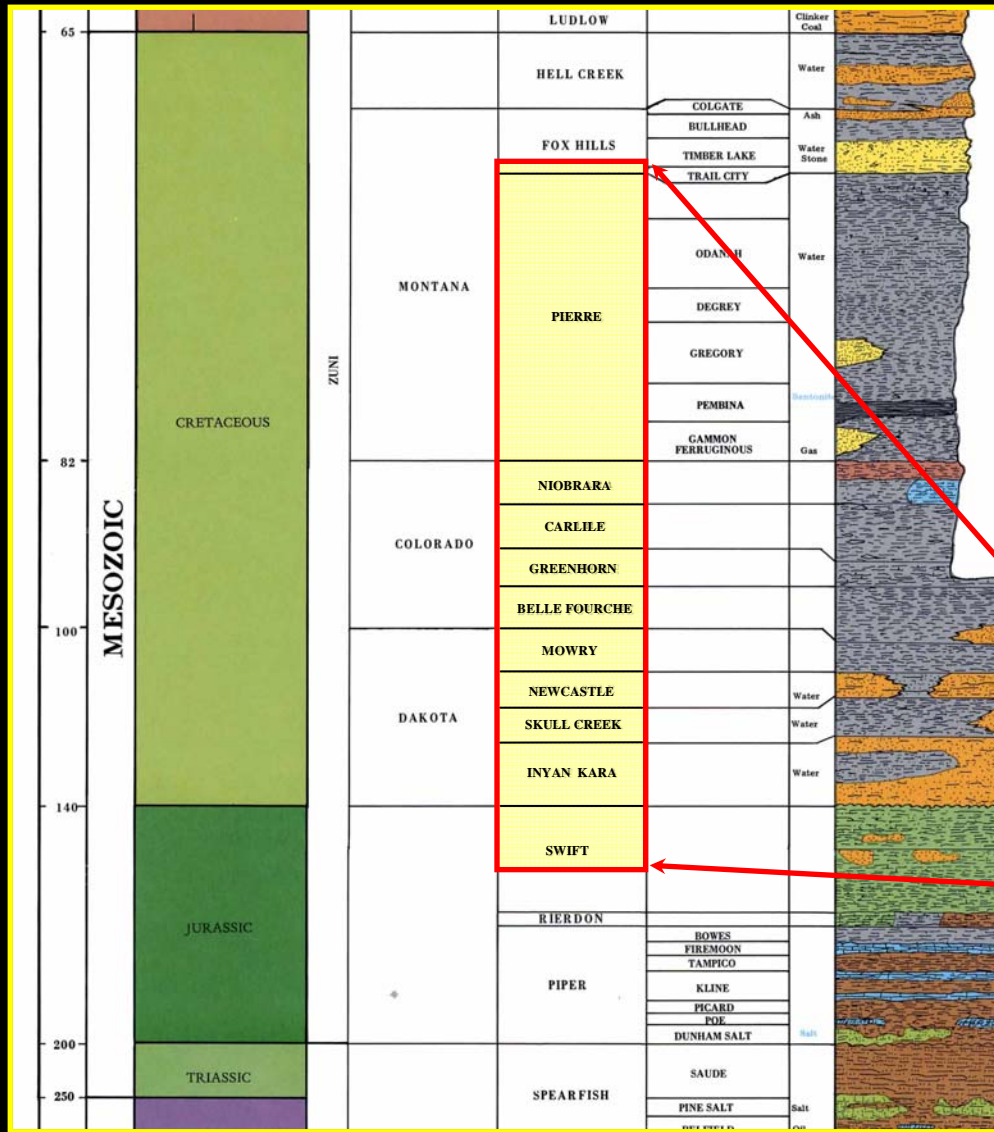 LUDLOW
Clinker
Coal
65
HELL CREEK
Water
COLGATE
Ash
BULLHEAD
FOX HILLS
Water
Stone
TIMBER LAKE
TRAIL CITY
ODANAH
Water
MONTANA
DEGREY
PIERRE
GREGORY
ZUNI
PEMBINA
Bentonite
CRETACEOUS
GAMMON
FERRUGINOUS
Gas
82
NIOBRARA
MESOZOIC
CARLILE
COLORADO
GREENHORN
BELLE FOURCHE
100
MOWRY
NEWCASTLE
Water
DAKOTA
SKULL CREEK
Water
INYAN KARA
Water
140
SWIFT
RIERDON
JURASSIC
BOWES
FIREMOON
TAMPICO
PIPER
KLINE
PICARD
POE
DUNHAM SALT
Salt
200
SAUDE
TRIASSIC
SPEARFISH
250
PINE SALT
Salt